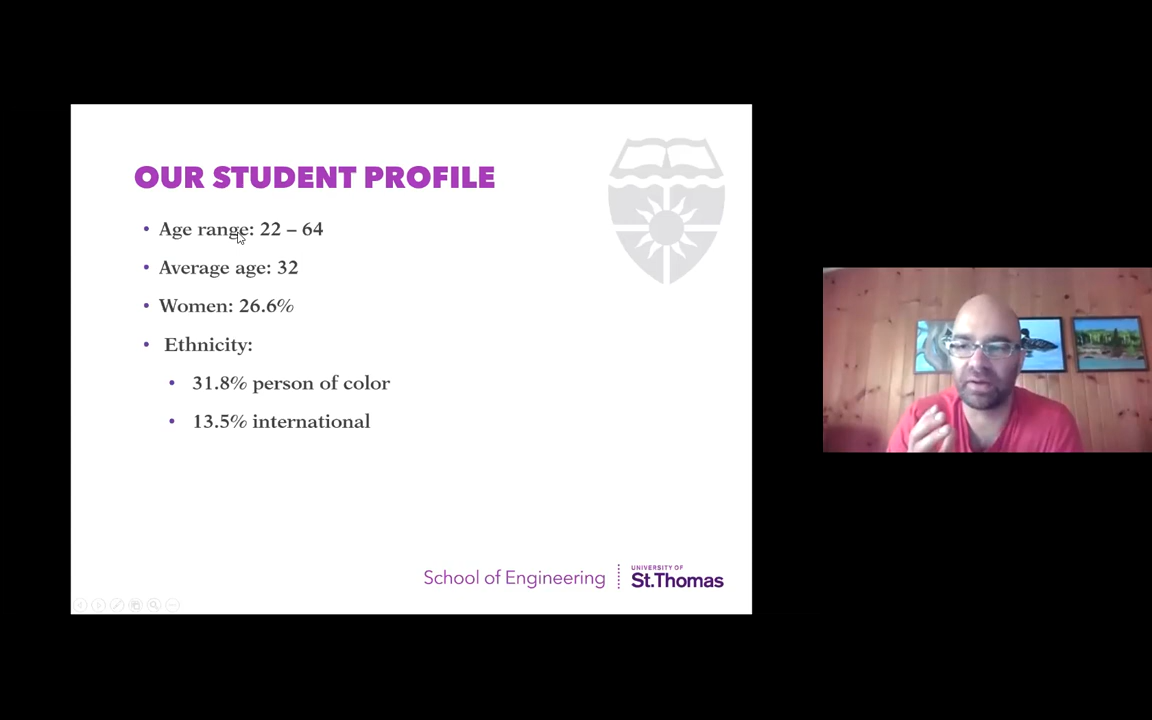 OUR STUDENT PROFILE
• Age range: 22 – 64
• Average age: 32
• Women: 26.6%
• Ethnicity:
• 31.8% person of color
• 13.5% international
School of Engineering
UNIVERSITY OF
St.Thomas